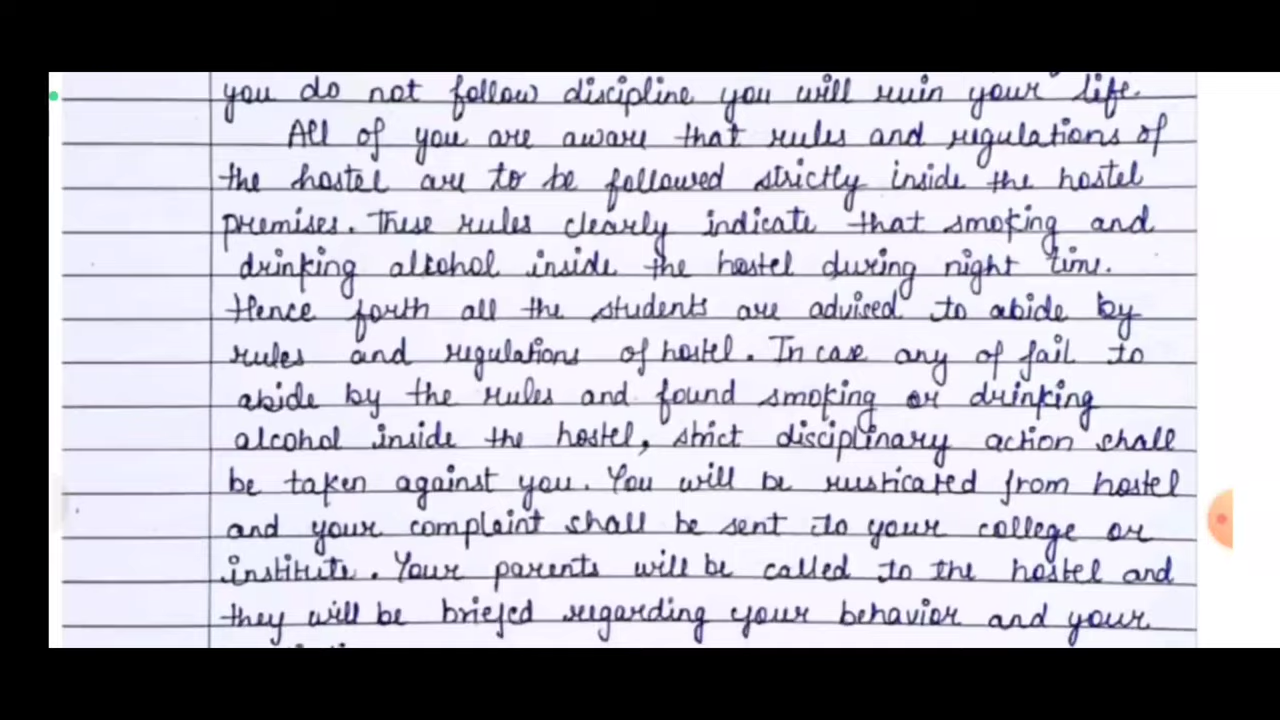 you do not follow discipline you will ruin your life.
All of you are aware that rules and regulations of
the hostel are to be followed strictly inside the hostel
premises. These rules clearly indicate that smoking and
drinking alcohol inside the hostel during night time.
Hence forth all the students are advised to abide by
rules and regulations of hostel. In case any of fail to
abide by the rules and found smoking or drinking
alcohol inside the hostel, strict disciplinary action shall
be taken against you. You will be rusticated from hostel
and your complaint shall be sent to your college or
institute. Your parents will be called to the hostel and
they will be briefed regarding your behavior and your